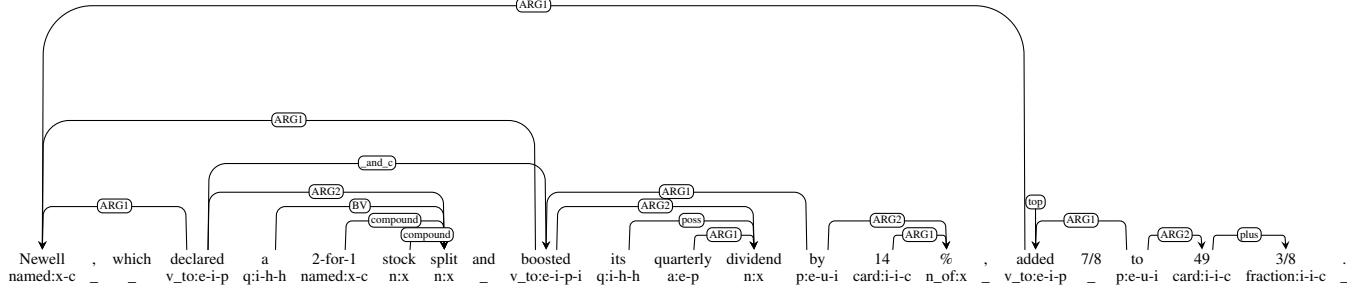 ARG1
ARG1
_and_c
ARG2 ARG1
ARG1 BV ARG2 top
compound poss ARG2 ARG1
compound ARG1 ARG1 ARG2 plus
Newell , which declared a 2-for-1 stock split and boosted its quarterly dividend by 14 % , added 7/8 to 49 3/8 .
named:x-c _ _ v_to:e-i-p q:i-h-h named:x-c n:x n:x _ v_to:e-i-p-i q:i-h-h a:e-p n:x p:e-u-i card:i-i-c n_of:x _ v_to:e-i-p _ p:e-u-i card:i-i-c fraction:i-i-c _